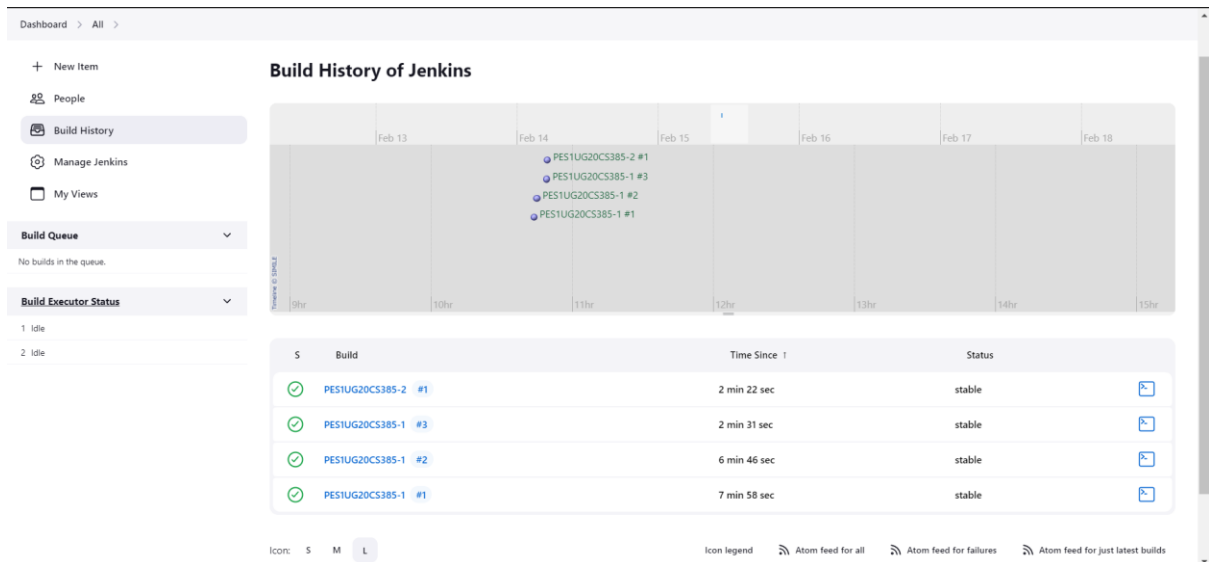 Dashboard > All >
+ New Item
People
Build History
Manage Jenkins
My Views
Build Queue
No builds in the queue.
Build Executor Status
1 Idle
2 Idle
Build History of Jenkins
Feb 13 Feb 14 Feb 15 Feb 16 Feb 17 Feb 18
PES1UG20CS385-2 #1
PES1UG20CS385-1 #3
PES1UG20CS385-1 #2
PES1UG20CS385-1 #1
Timeline © SIMILE
9hr 10hr 11hr 12hr 13hr 14hr 15hr
S Build Time Since ↑ Status
PES1UG20CS385-2 #1 2 min 22 sec stable
PES1UG20CS385-1 #3 2 min 31 sec stable
PES1UG20CS385-1 #2 6 min 46 sec stable
PES1UG20CS385-1 #1 7 min 58 sec stable
Icon: S M L Icon legend Atom feed for all Atom feed for failures Atom feed for just latest builds